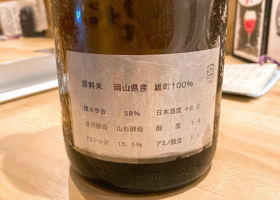 原料米 岡山県産 雄町100%
精米歩合 58% 日本酒度 +6.0
使用酵母 山形酵母 酸度 1.4
アルコール分 15.5% アミノ酸度 1.1